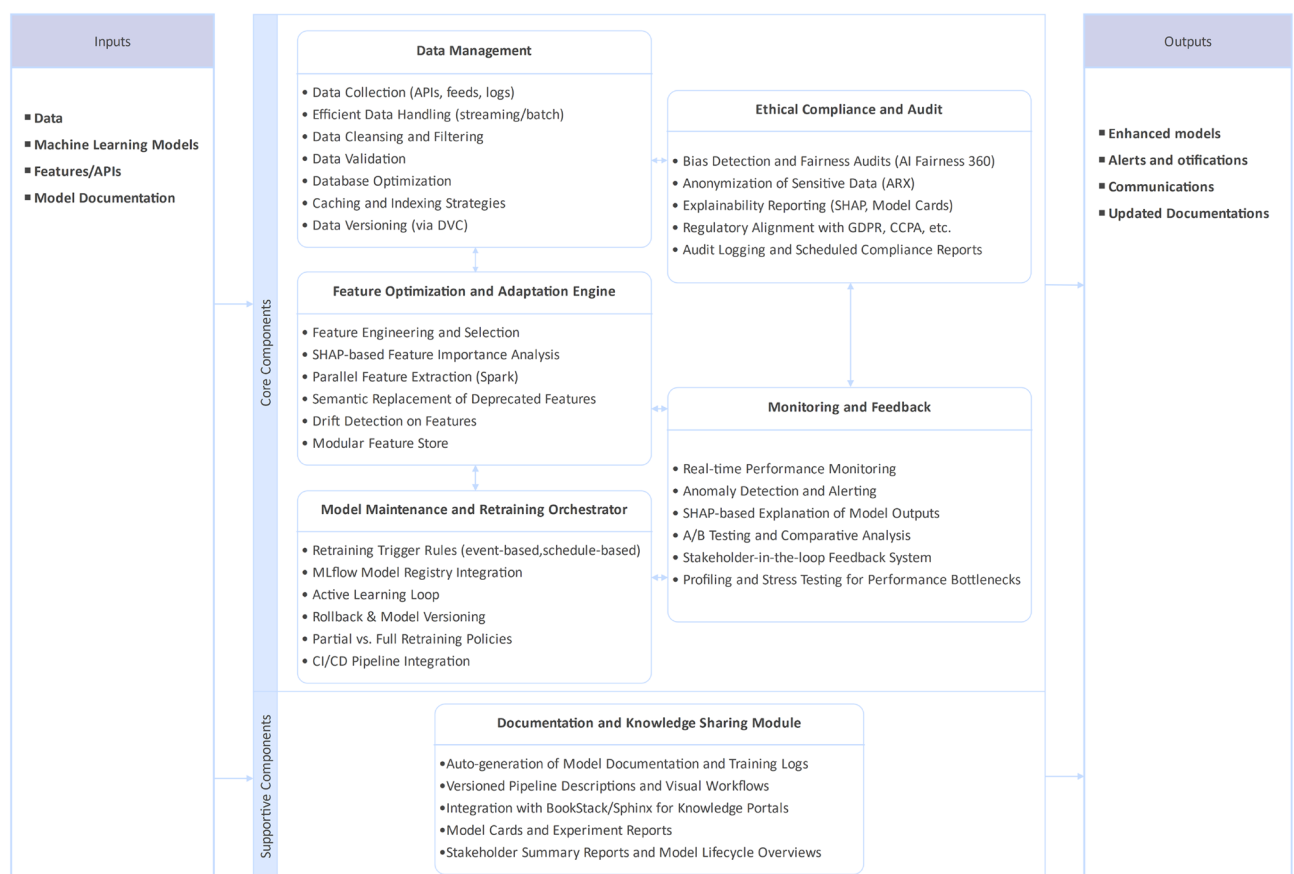 Inputs
■ Data
■ Machine Learning Models
■ Features/APIs
■ Model Documentation
Core Components
Data Management
• Data Collection (APIs, feeds, logs)
• Efficient Data Handling (streaming/batch)
• Data Cleansing and Filtering
• Data Validation
• Database Optimization
• Caching and Indexing Strategies
• Data Versioning (via DVC)
Feature Optimization and Adaptation Engine
• Feature Engineering and Selection
• SHAP-based Feature Importance Analysis
• Parallel Feature Extraction (Spark)
• Semantic Replacement of Deprecated Features
• Drift Detection on Features
• Modular Feature Store
Model Maintenance and Retraining Orchestrator
• Retraining Trigger Rules (event-based,schedule-based)
• MLflow Model Registry Integration
• Active Learning Loop
• Rollback & Model Versioning
• Partial vs. Full Retraining Policies
• CI/CD Pipeline Integration
Ethical Compliance and Audit
• Bias Detection and Fairness Audits (AI Fairness 360)
• Anonymization of Sensitive Data (ARX)
• Explainability Reporting (SHAP, Model Cards)
• Regulatory Alignment with GDPR, CCPA, etc.
• Audit Logging and Scheduled Compliance Reports
Monitoring and Feedback
• Real-time Performance Monitoring
• Anomaly Detection and Alerting
• SHAP-based Explanation of Model Outputs
• A/B Testing and Comparative Analysis
• Stakeholder-in-the-loop Feedback System
• Profiling and Stress Testing for Performance Bottlenecks
Supportive Components
Documentation and Knowledge Sharing Module
•Auto-generation of Model Documentation and Training Logs
•Versioned Pipeline Descriptions and Visual Workflows
•Integration with BookStack/Sphinx for Knowledge Portals
•Model Cards and Experiment Reports
•Stakeholder Summary Reports and Model Lifecycle Overviews
Outputs
■ Enhanced models
■ Alerts and otifications
■ Communications
■ Updated Documentations